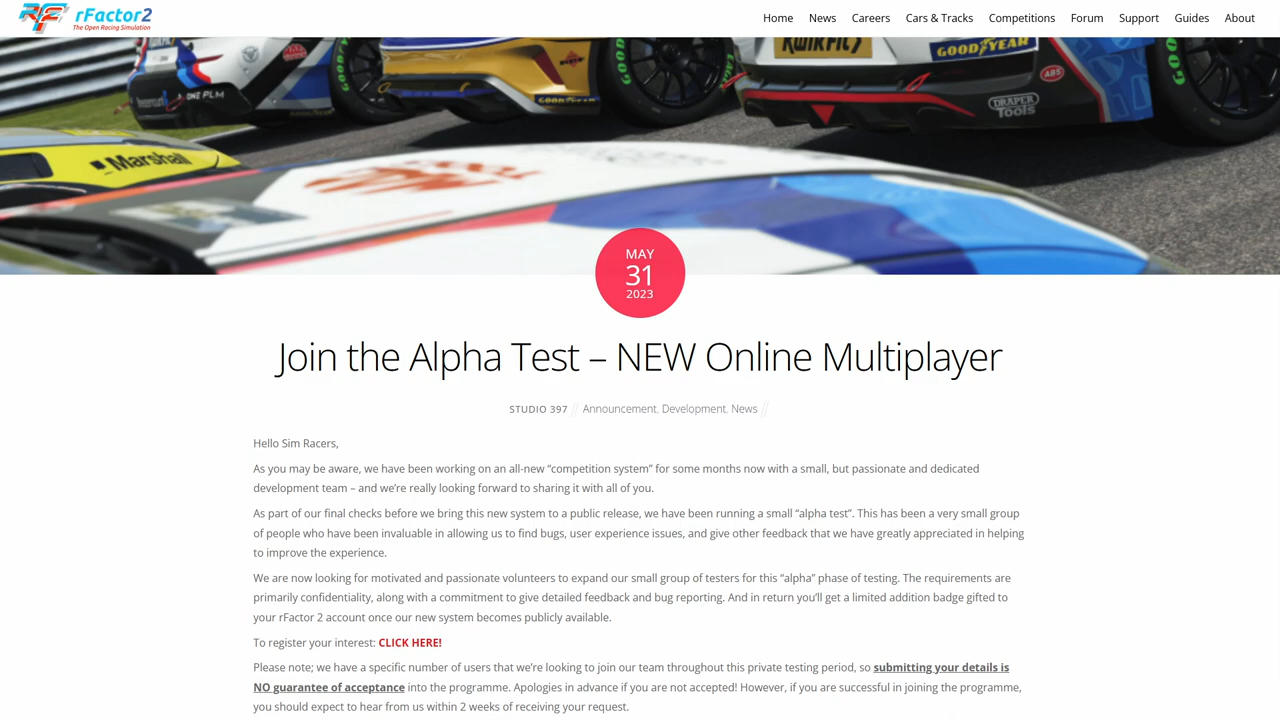 rFactor2
The Open Racing Simulation
Home News Careers Cars & Tracks Competitions Forum Support Guides About
KWIKFIT
GOODYEAR
ABS
DRAPER
TOOLS
ONE PLM
GOODYEAR
Marshall
MAY
31
2023
Join the Alpha Test – NEW Online Multiplayer
STUDIO 397 // Announcement, Development, News //
Hello Sim Racers,
As you may be aware, we have been working on an all-new “competition system” for some months now with a small, but passionate and dedicated
development team – and we’re really looking forward to sharing it with all of you.
As part of our final checks before we bring this new system to a public release, we have been running a small “alpha test”. This has been a very small group
of people who have been invaluable in allowing us to find bugs, user experience issues, and give other feedback that we have greatly appreciated in helping
to improve the experience.
We are now looking for motivated and passionate volunteers to expand our small group of testers for this “alpha” phase of testing. The requirements are
primarily confidentiality, along with a commitment to give detailed feedback and bug reporting. And in return you’ll get a limited addition badge gifted to
your rFactor 2 account once our new system becomes publicly available.
To register your interest: CLICK HERE!
Please note; we have a specific number of users that we’re looking to join our team throughout this private testing period, so submitting your details is
NO guarantee of acceptance into the programme. Apologies in advance if you are not accepted! However, if you are successful in joining the programme,
you should expect to hear from us within 2 weeks of receiving your request.